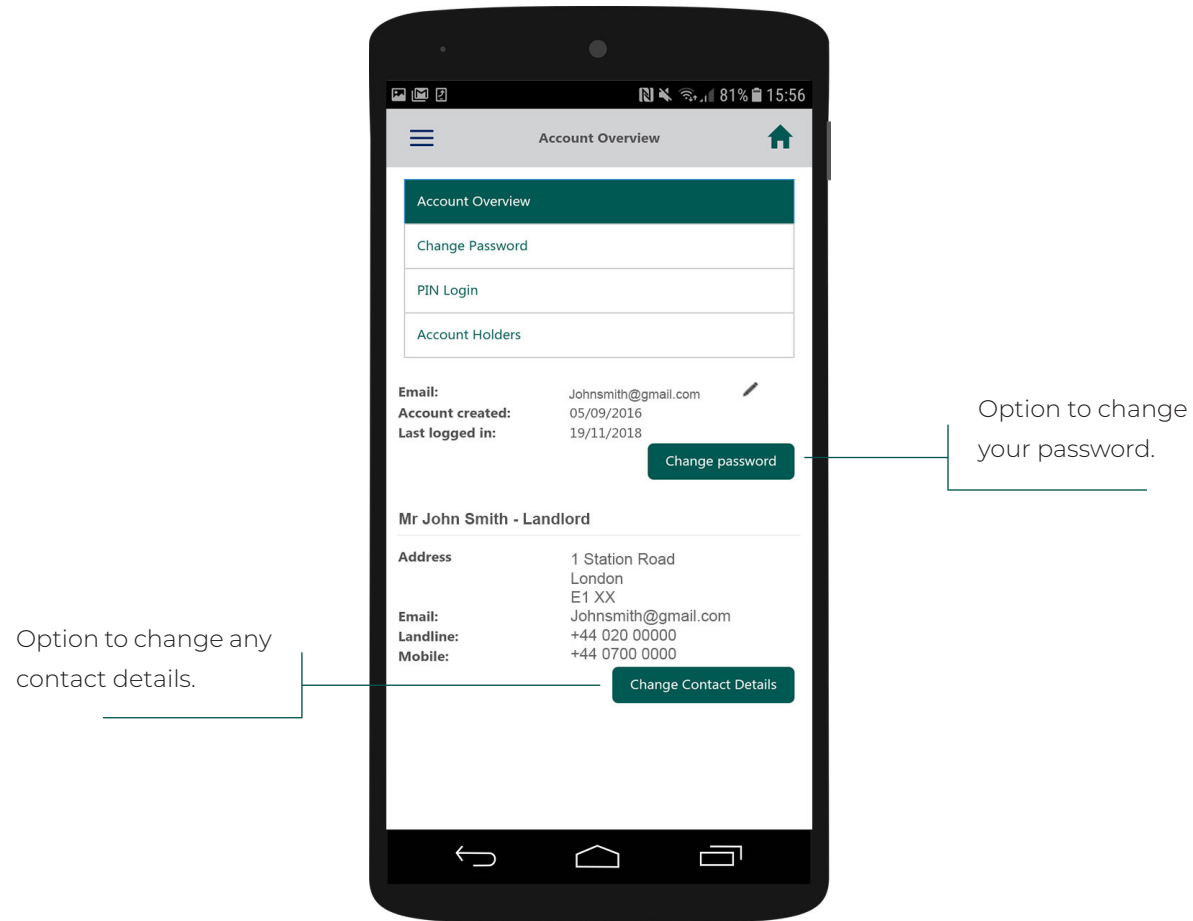 81% 15:56
Account Overview
Account Overview
Change Password
PIN Login
Account Holders
Email: Johnsmith@gmail.com
Account created: 05/09/2016
Last logged in: 19/11/2018
Change password
Option to change
your password.
Mr John Smith - Landlord
Address 1 Station Road
London
E1 XX
Email: Johnsmith@gmail.com
Landline: +44 020 00000
Mobile: +44 0700 0000
Change Contact Details
Option to change any
contact details.